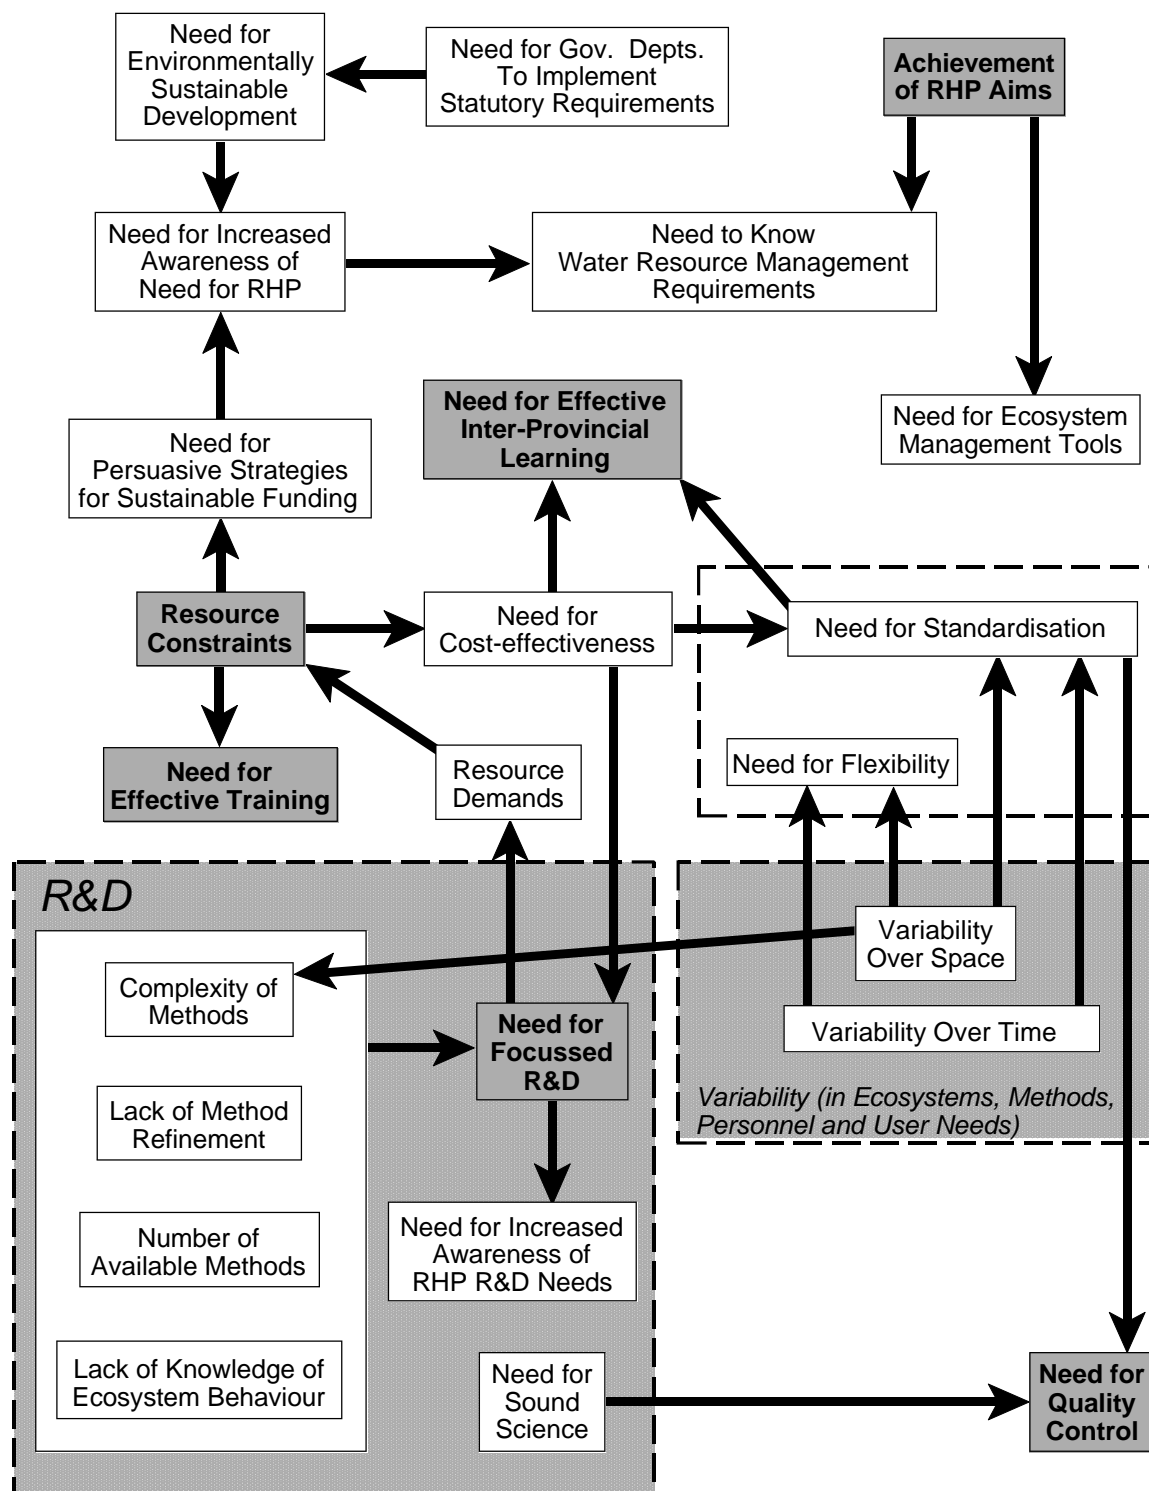 Need for
Environmentally
Sustainable
Development
Need for Gov. Depts.
To Implement
Statutory Requirements
Achievement
of RHP Aims
Need for Increased
Awareness of
Need for RHP
Need to Know
Water Resource Management
Requirements
Need for
Persuasive Strategies
for Sustainable Funding
Need for Effective
Inter-Provincial
Learning
Need for Ecosystem
Management Tools
Resource
Constraints
Need for
Cost-effectiveness
Need for Standardisation
Need for
Effective Training
Resource
Demands
Need for Flexibility
R&D
Complexity of
Methods
Lack of Method
Refinement
Number of
Available Methods
Lack of Knowledge of
Ecosystem Behaviour
Need for
Focussed
R&D
Need for Increased
Awareness of
RHP R&D Needs
Need for
Sound
Science
Variability
Over Space
Variability Over Time
Variability (in Ecosystems, Methods,
Personnel and User Needs)
Need for
Quality
Control